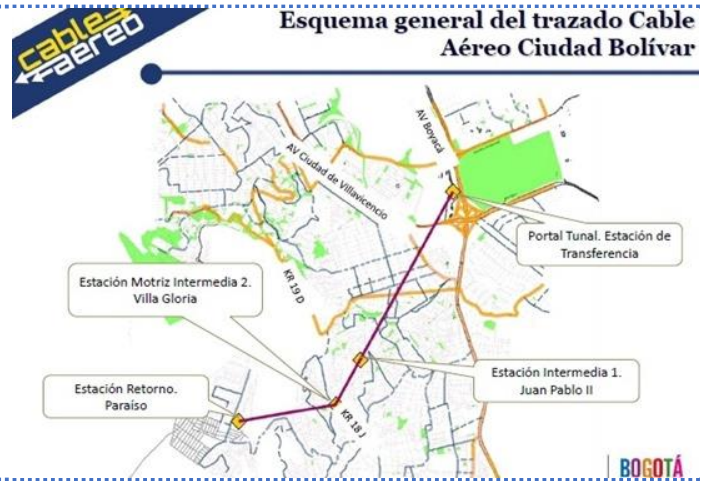 cable
aéreo
Esquema general del trazado Cable
Aéreo Ciudad Bolívar
AV Boyacá
AV Ciudad de Villavicencio
Portal Tunal. Estación de
Transferencia
Estación Motriz Intermedia 2.
Villa Gloria
KR 19 D
Estación Intermedia 1.
Juan Pablo II
Estación Retorno.
Paraíso
KR 18 J
BOGOTÁ